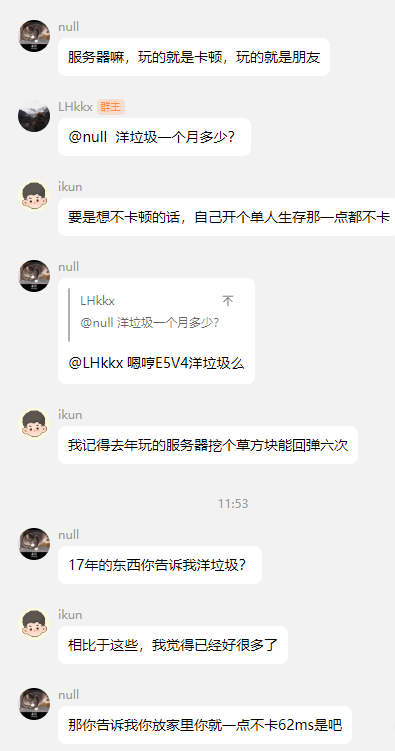 null
服务器嘛，玩的就是卡顿，玩的就是朋友
LHkkx 群主
@null 洋垃圾一个月多少？
ikun
要是想不卡顿的话，自己开个单人生存那一点都不卡
null
LHkkx
@null 洋垃圾一个月多少？
@LHkkx 嗯哼E5V4洋垃圾么
ikun
我记得去年玩的服务器挖个草方块能回弹六次
11:53
null
17年的东西你告诉我洋垃圾？
ikun
相比于这些，我觉得已经好很多了
null
那你告诉我你放家里你就一点不卡62ms是吧